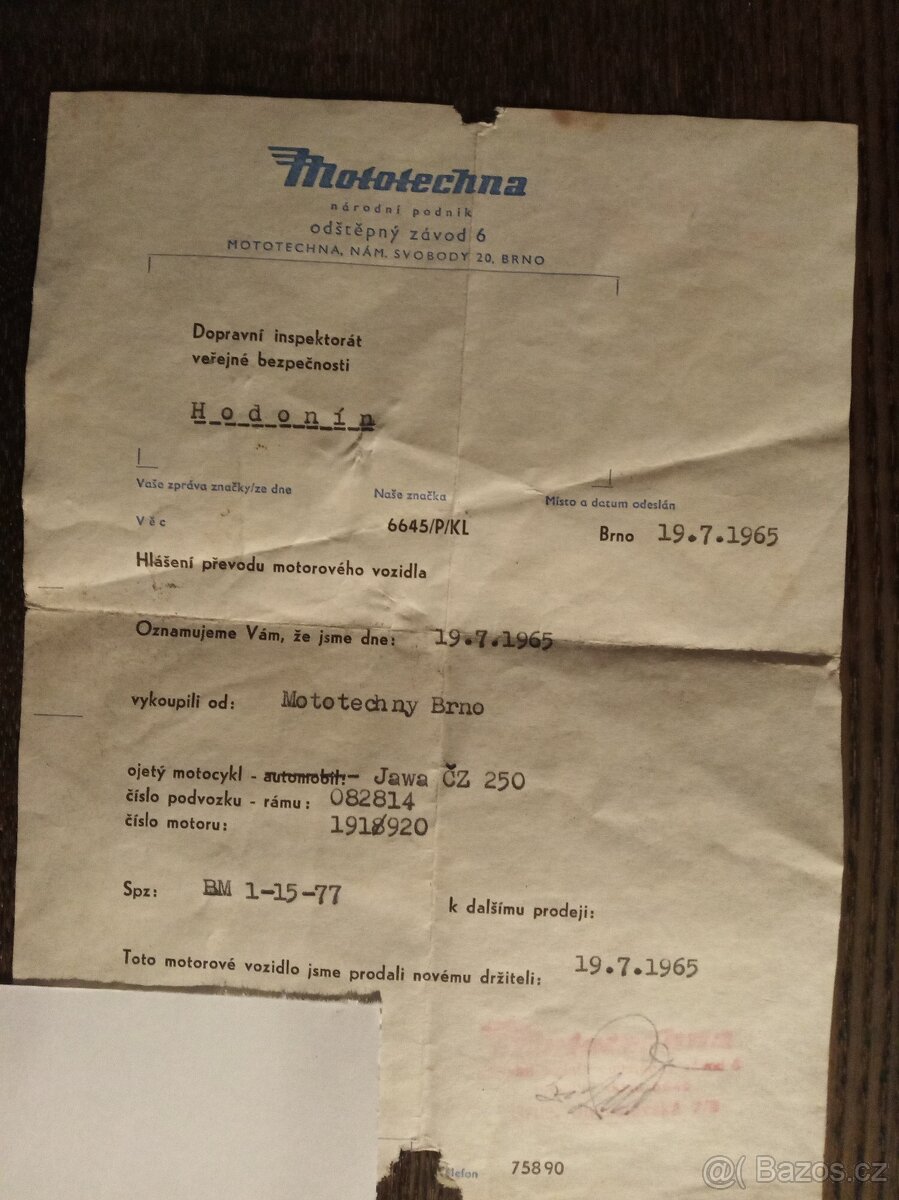 Mototechna
národní podnik
odštěpný závod 6
MOTOTECHNA, NÁM. SVOBODY 20, BRNO
Dopravní inspektorát
veřejné bezpečnosti
Hodonín
Vaše zpráva značky/ze dne Naše značka Místo a datum odeslán
Věc 6645/P/KL Brno 19.7.1965
Hlášení převodu motorového vozidla
Oznamujeme Vám, že jsme dne: 19.7.1965
vykoupili od: Mototechny Brno
ojetý motocykl - automobil:- Jawa ČZ 250
číslo podvozku - rámu: 082814
číslo motoru: 1918/920
Spz: BM 1-15-77
k dalšímu prodeji:
Toto motorové vozidlo jsme prodali novému držiteli: 19.7.1965
lefon 75890
@( Bazos.cz